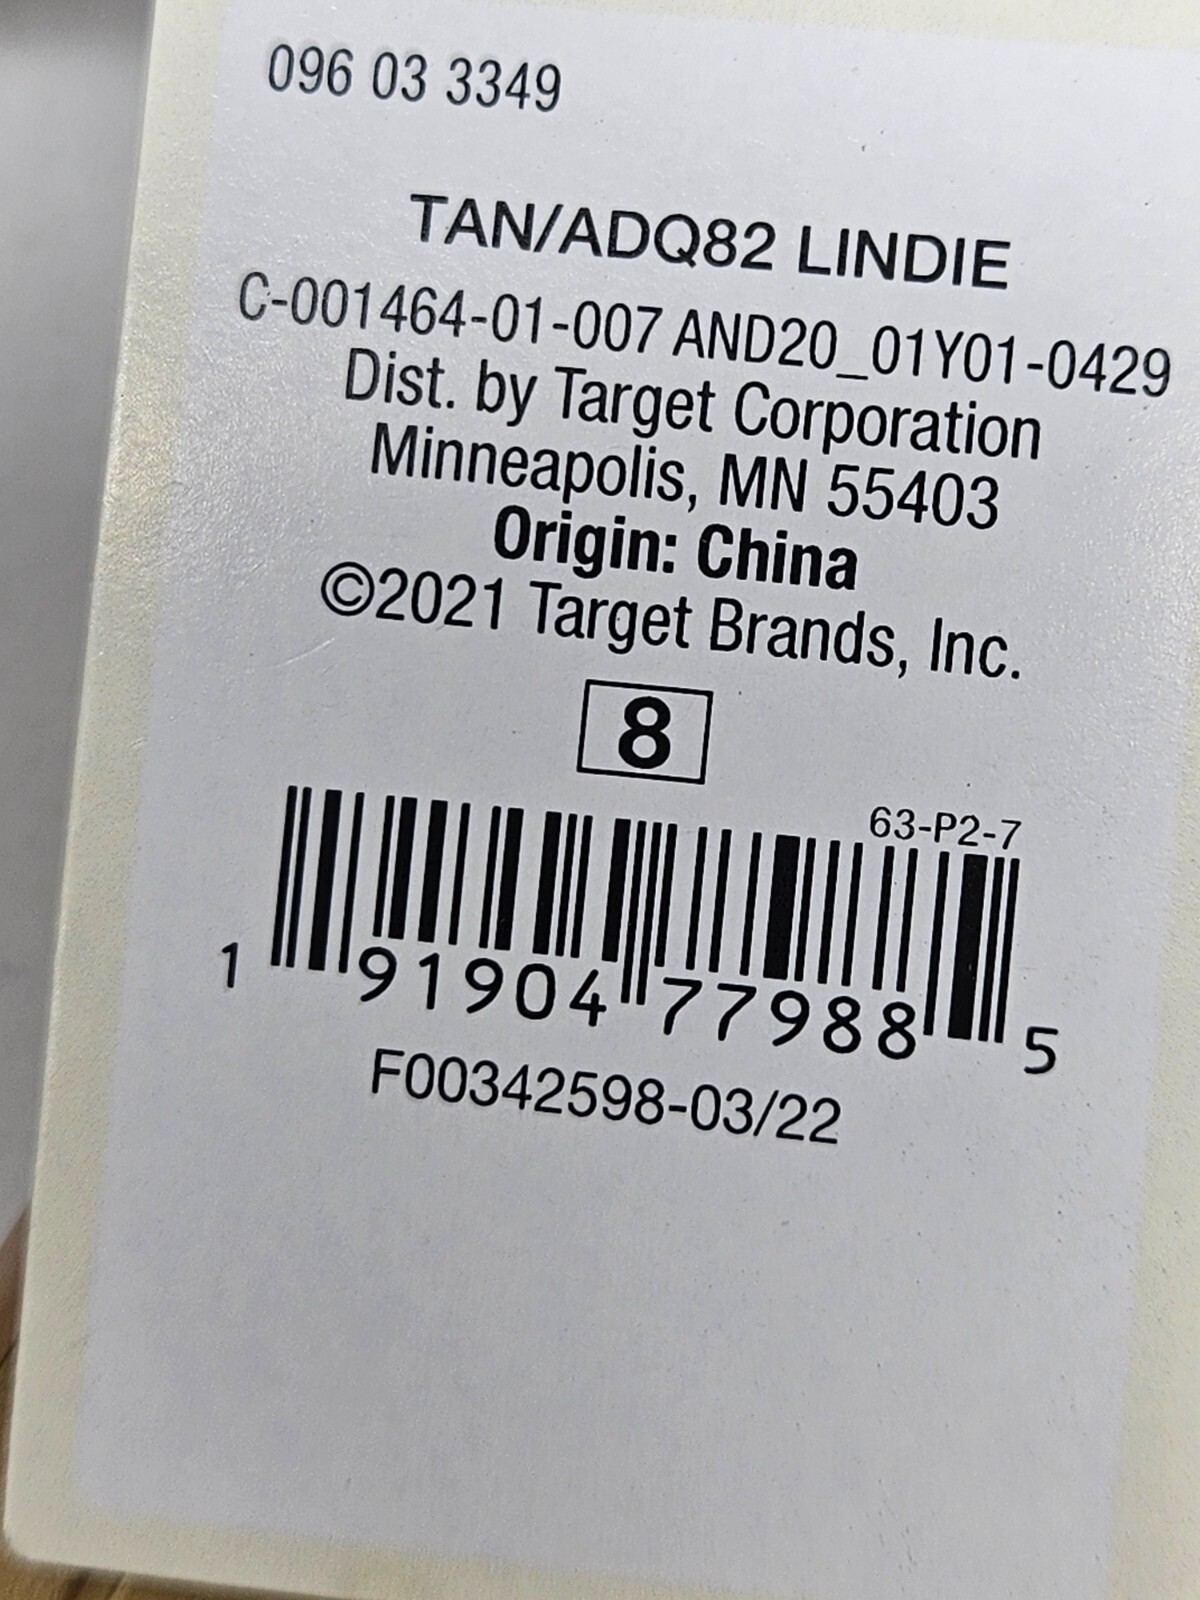 096 03 3349
TAN/ADQ82 LINDIE
C-001464-01-007 AND20_01Y01-0429
Dist. by Target Corporation
Minneapolis, MN 55403
Origin: China
©2021 Target Brands, Inc.
8
63-P2-7
1 91904 77988 5
F00342598-03/22